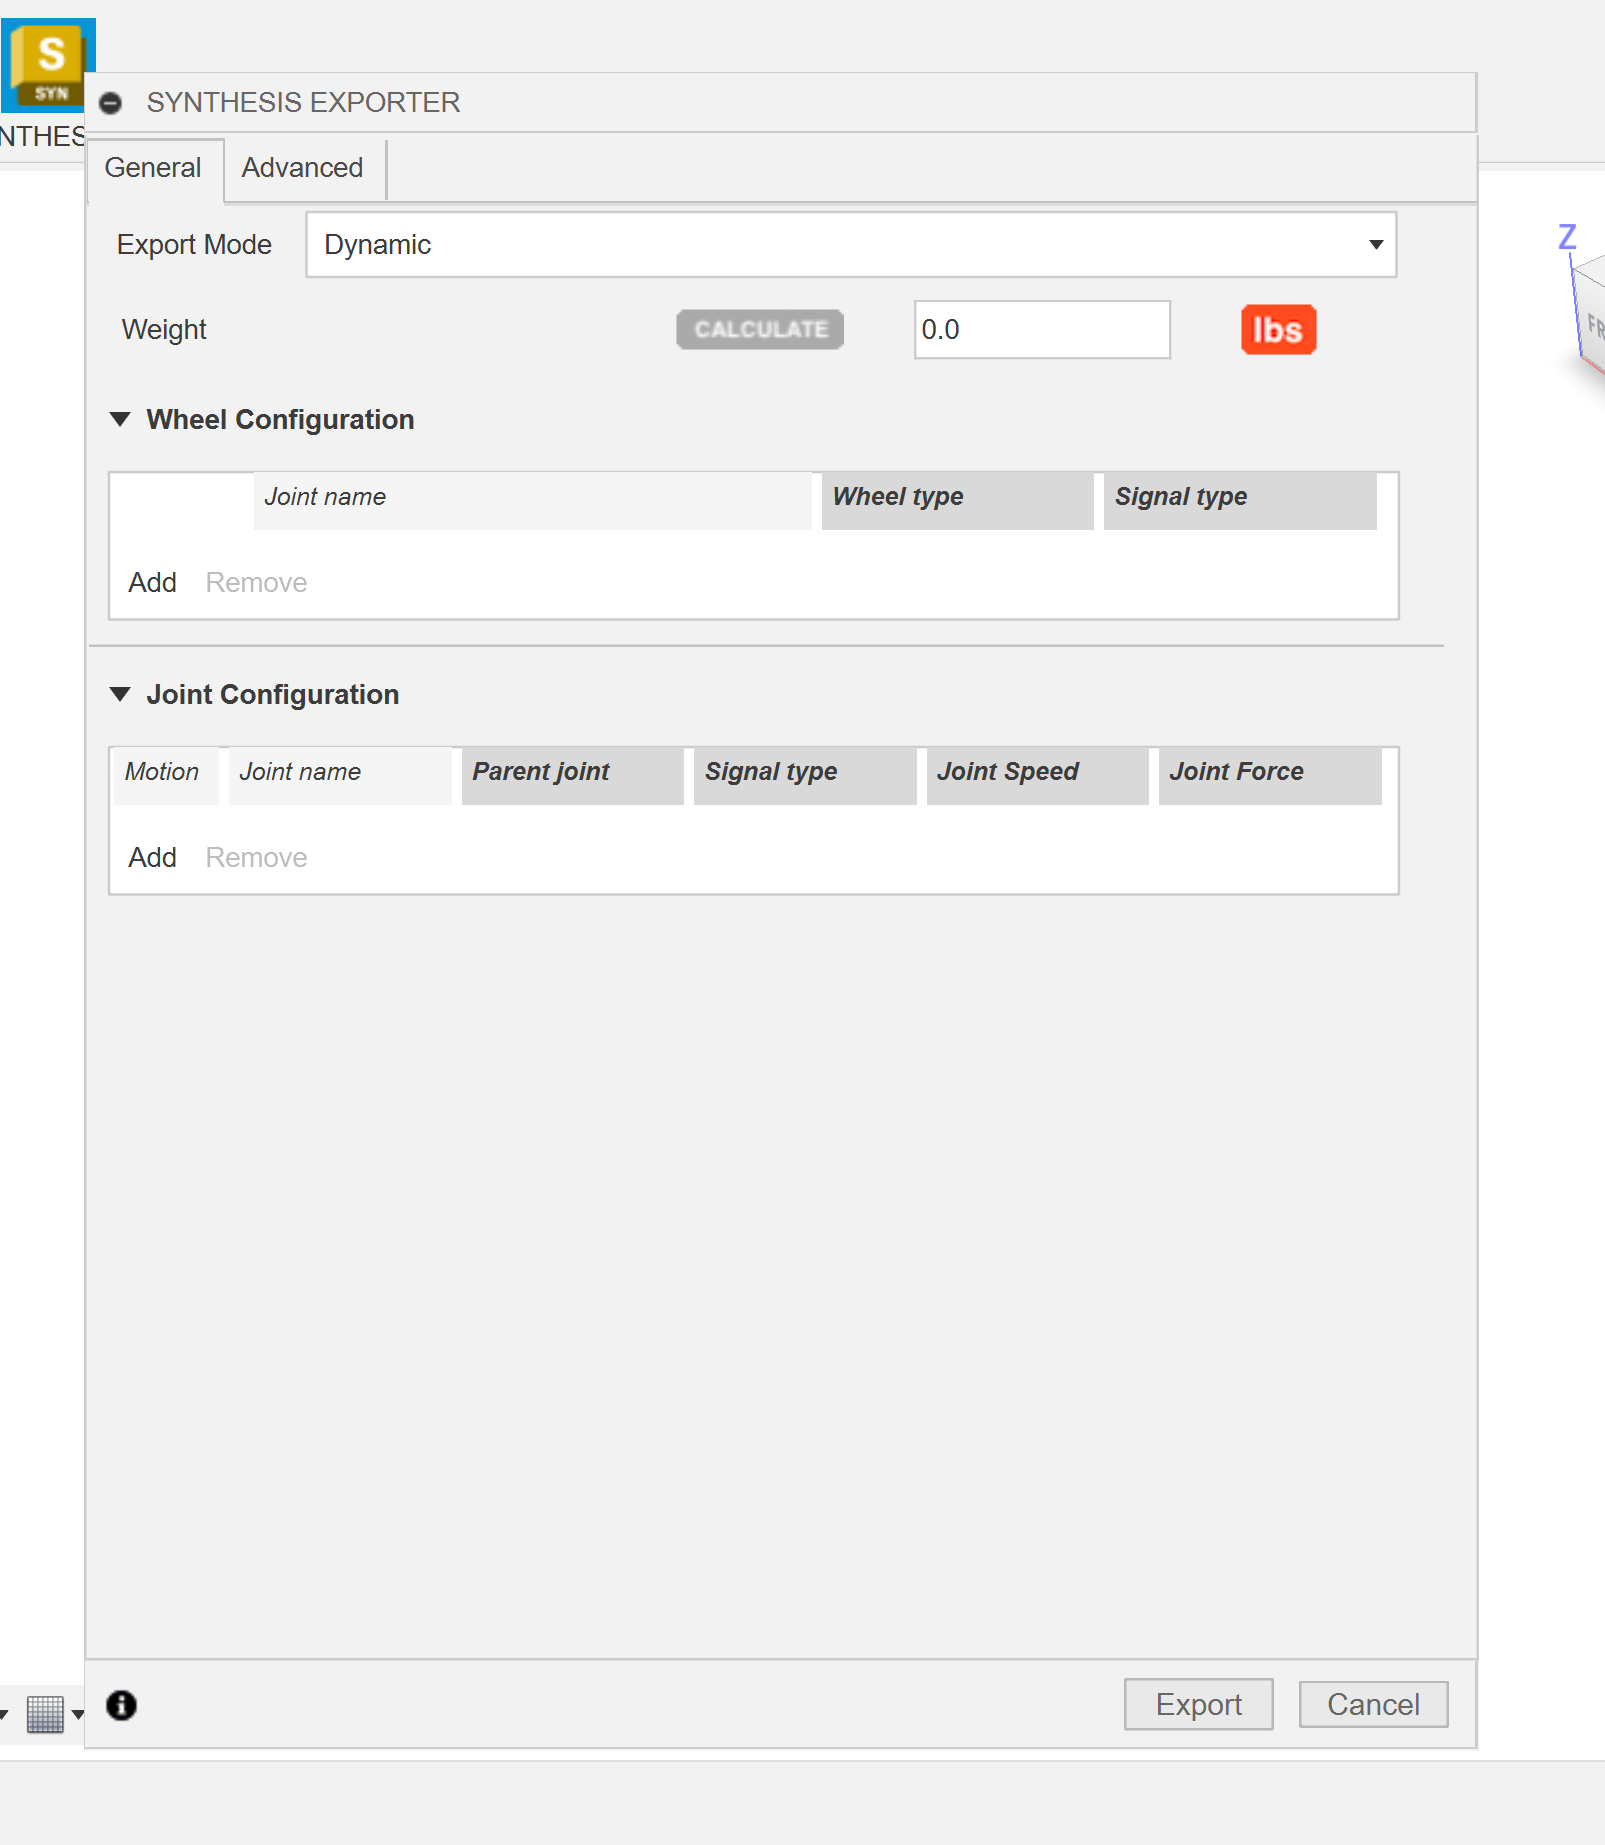 S
SYN
NTHES
SYNTHESIS EXPORTER
General Advanced
Export Mode Dynamic
Z
Weight CALCULATE 0.0 lbs
FR
Wheel Configuration
Joint name Wheel type Signal type
Add Remove
Joint Configuration
Motion Joint name Parent joint Signal type Joint Speed Joint Force
Add Remove
Export Cancel